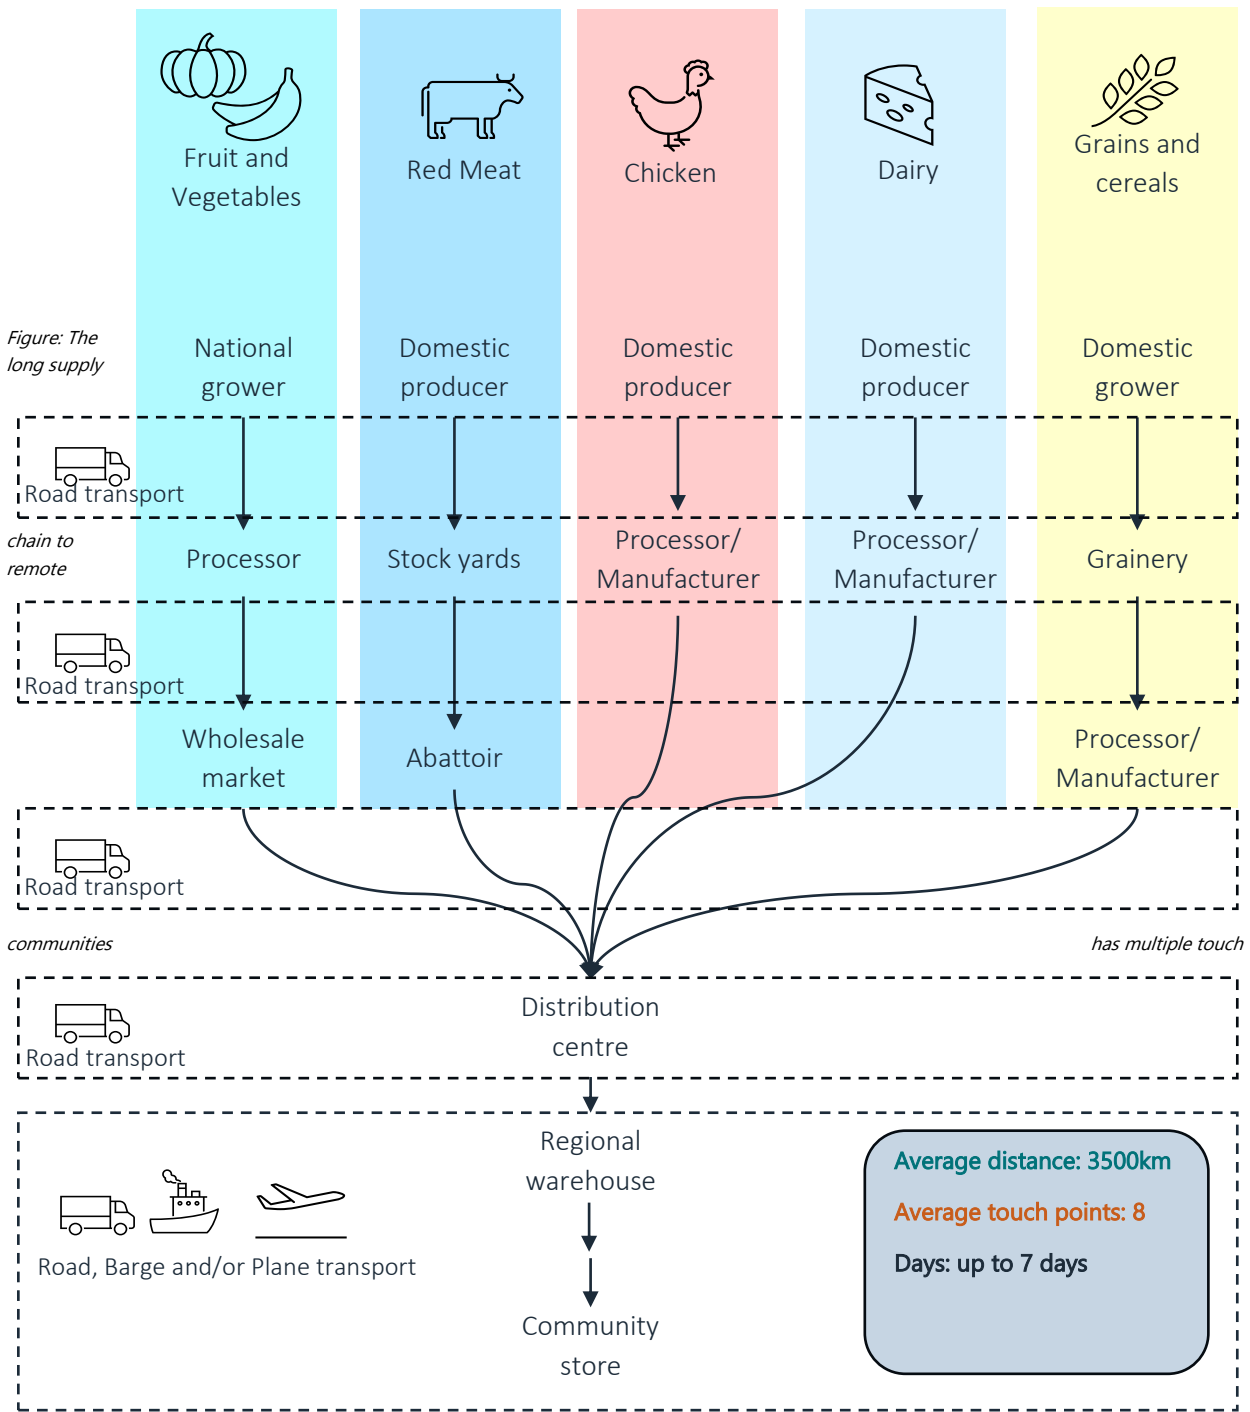 Fruit and
Vegetables
Red Meat
Chicken
Dairy
Grains and
cereals
Figure: The
long supply
National
grower
Domestic
producer
Domestic
producer
Domestic
producer
Domestic
grower
Road transport
chain to
remote
Processor
Stock yards
Processor/
Manufacturer
Processor/
Manufacturer
Grainery
Road transport
Wholesale
market
Abattoir
Processor/
Manufacturer
Road transport
communities
has multiple touch
Distribution
centre
Road transport
Regional
warehouse
Road, Barge and/or Plane transport
Community
store
Average distance: 3500km
Average touch points: 8
Days: up to 7 days